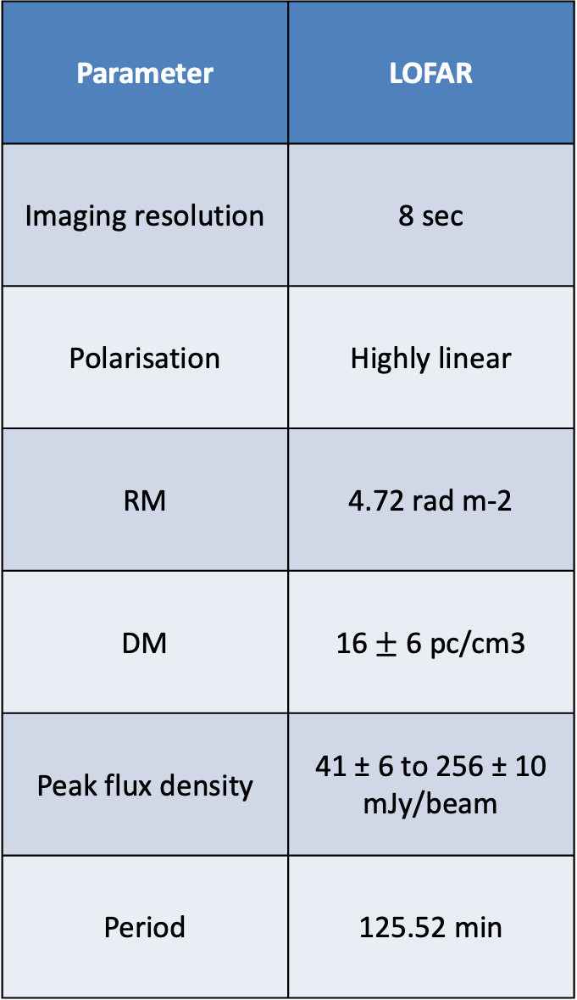 Parameter
LOFAR
Imaging resolution
8 sec
Polarisation
Highly linear
RM
4.72 rad m-2
DM
16 ± 6 pc/cm3
Peak flux density
41 ± 6 to 256 ± 10
mJy/beam
Period
125.52 min